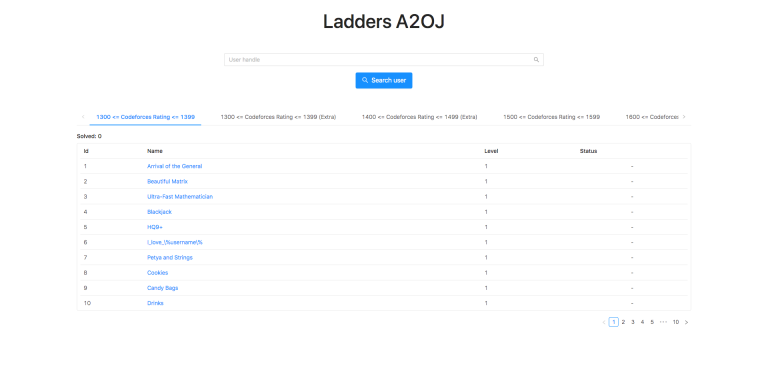 Ladders A2OJ
User handle
Search user
1300 <= Codeforces Rating <= 1399 1300 <= Codeforces Rating <= 1399 (Extra) 1400 <= Codeforces Rating <= 1499 (Extra) 1500 <= Codeforces Rating <= 1599 1600 <= Codeforces
Solved: 0
Id Name Level Status
1 Arrival of the General 1 -
2 Beautiful Matrix 1 -
3 Ultra-Fast Mathematician 1 -
4 Blackjack 1 -
5 HQ9+ 1 -
6 I_love_\%username\% 1 -
7 Petya and Strings 1 -
8 Cookies 1 -
9 Candy Bags 1 -
10 Drinks 1 -
< 1 2 3 4 5 ••• 10 >